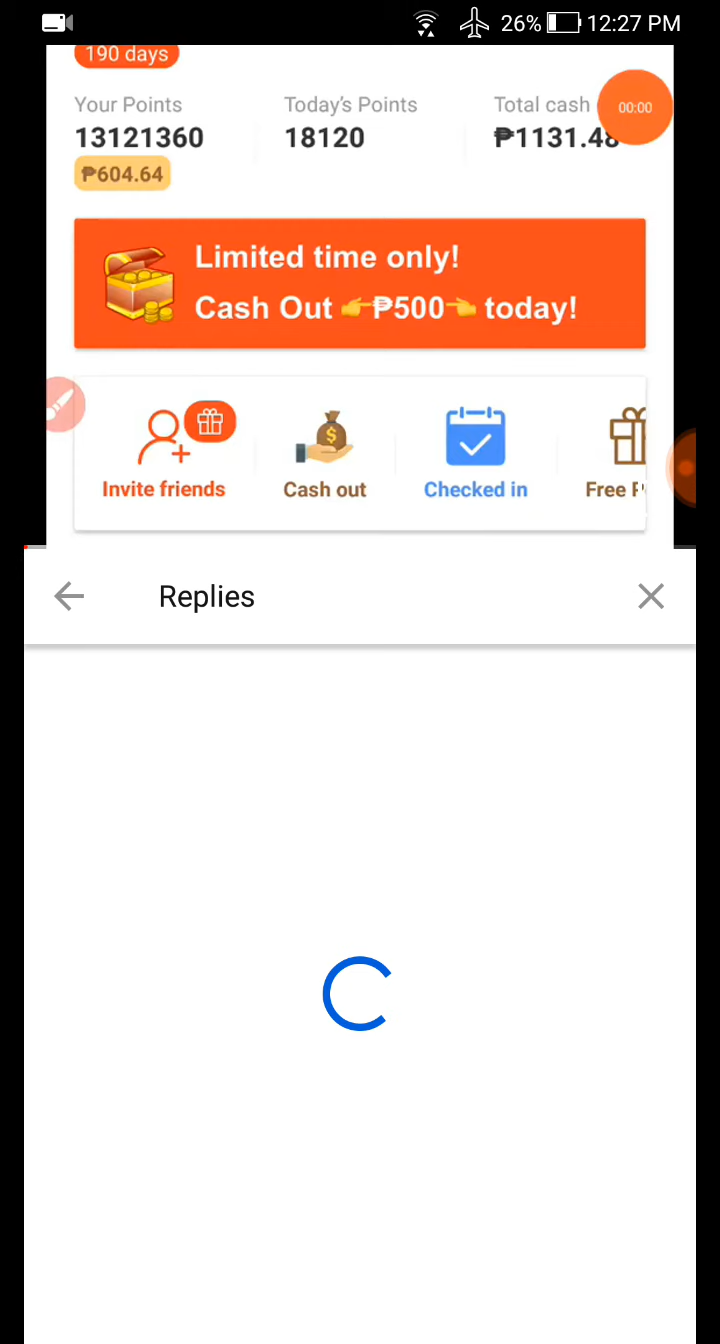 26% 12:27 PM
190 days
Your Points
Today's Points
Total cash
00:00
13121360
18120
₱1131.48
₱604.64
Limited time only!
Cash Out 👉₱500👈 today!
Invite friends
Cash out
Checked in
Free
Replies